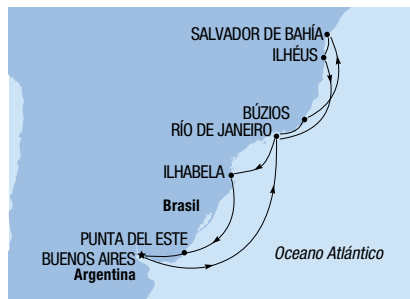 SALVADOR DE BAHÍA
ILHÉUS
BÚZIOS
RÍO DE JANEIRO
ILHABELA
Brasil
PUNTA DEL ESTE
BUENOS AIRES
Oceano Atlántico
Argentina